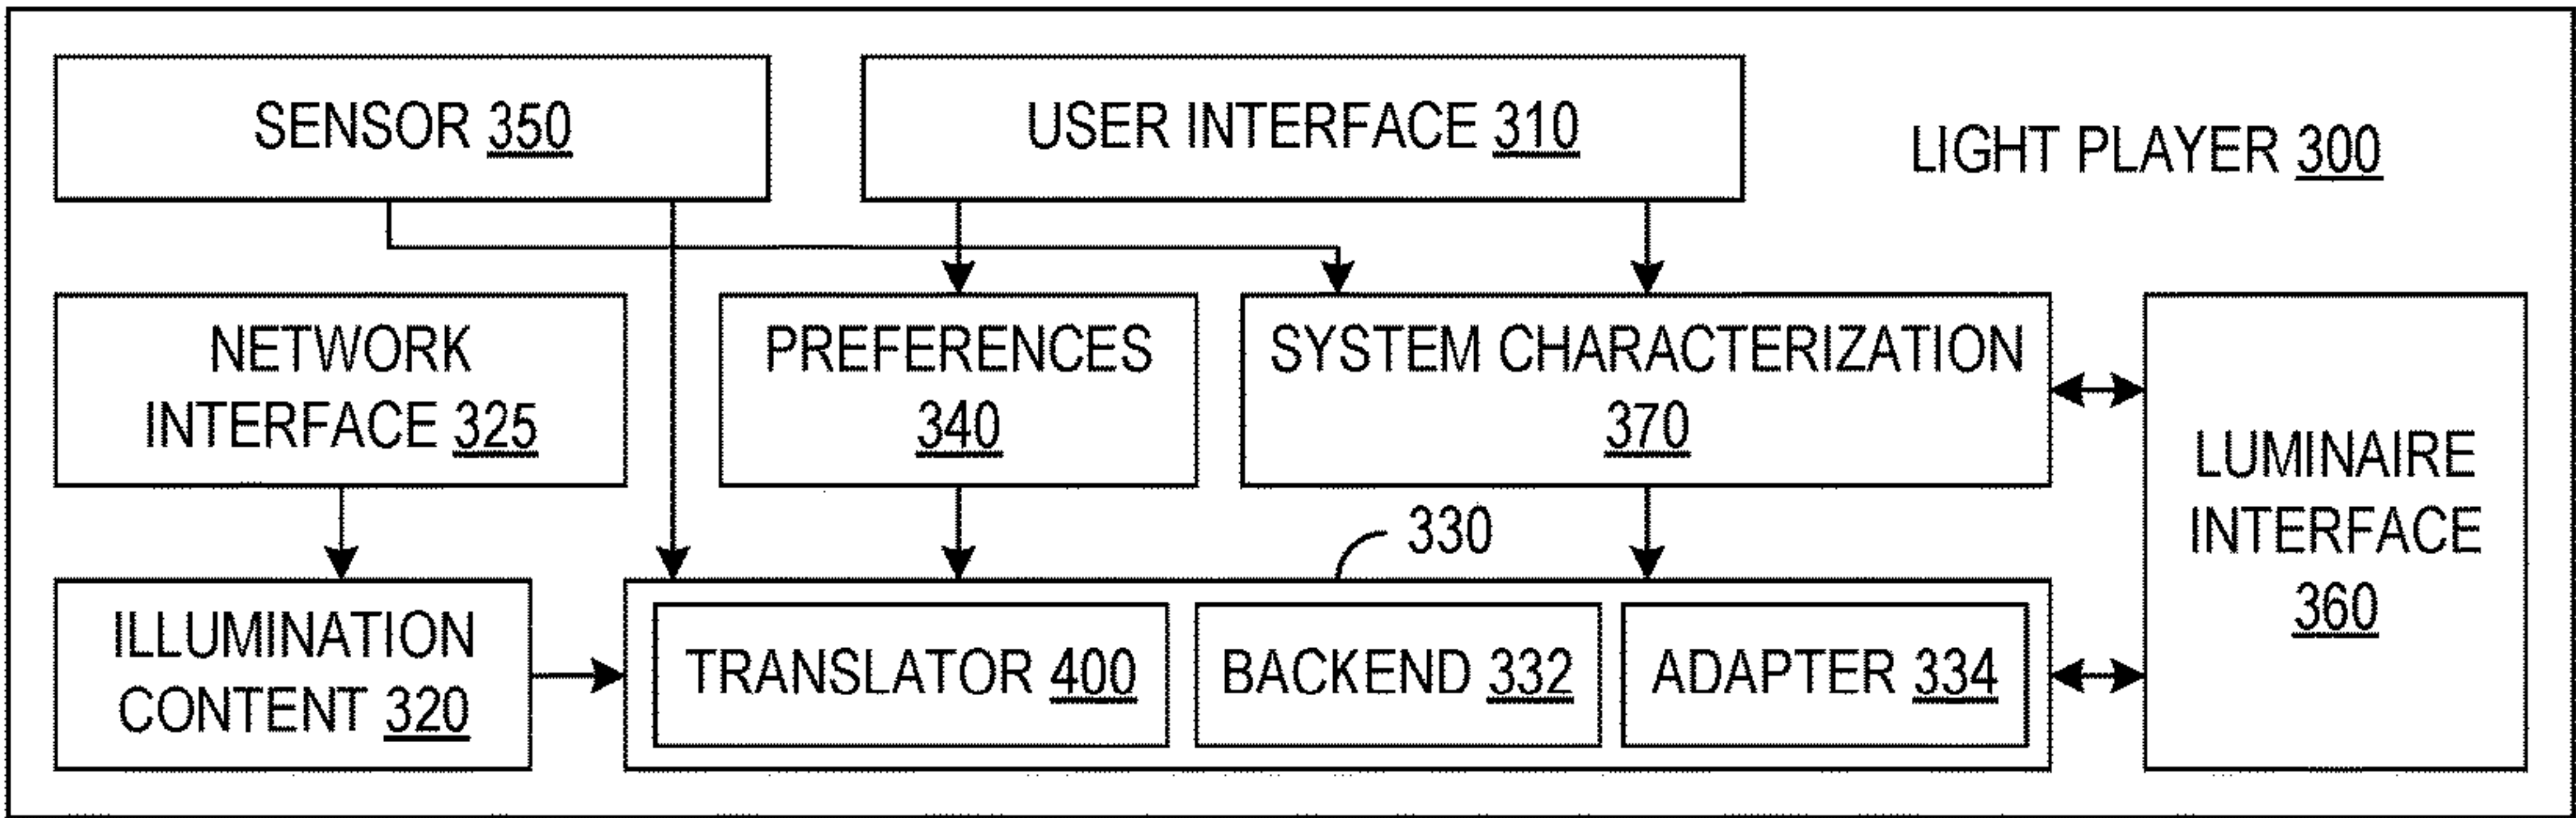 SENSOR 350
USER INTERFACE 310
LIGHT PLAYER 300
NETWORK
INTERFACE 325
PREFERENCES
340
SYSTEM CHARACTERIZATION
370
LUMINAIRE
INTERFACE
360
330
ILLUMINATION
CONTENT 320
TRANSLATOR 400
BACKEND 332
ADAPTER 334